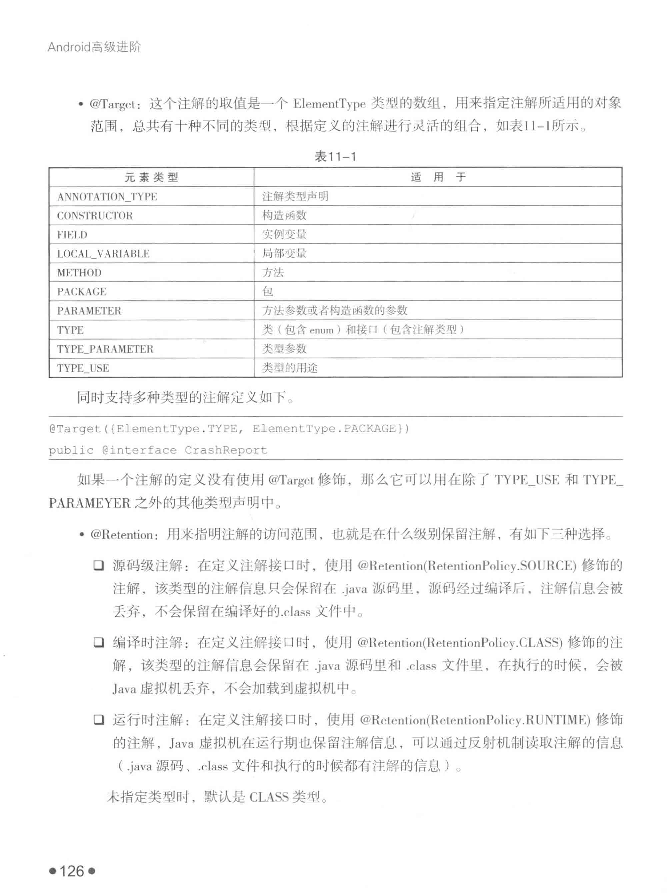 Android高级进阶
• @Target：这个注解的取值是一个 ElementType 类型的数组，用来指定注解所适用的对象
范围，总共有十种不同的类型，根据定义的注解进行灵活的组合，如表11-1所示。
表11-1
元素类型 适用于
ANNOTATION_TYPE 注解类型声明
CONSTRUCTOR 构造函数
FIELD 实例变量
LOCAL_VARIABLE 局部变量
METHOD 方法
PACKAGE 包
PARAMETER 方法参数或者构造函数的参数
TYPE 类（包含 enum）和接口（包含注解类型）
TYPE_PARAMETER 类型参数
TYPE_USE 类型的用途
同时支持多种类型的注解定义如下。
@Target({ElementType.TYPE, ElementType.PACKAGE})
public @interface CrashReport
如果一个注解的定义没有使用 @Target 修饰，那么它可以用在除了 TYPE_USE 和 TYPE_
PARAMEYER 之外的其他类型声明中。
• @Retention：用来指明注解的访问范围，也就是在什么级别保留注解，有如下三种选择。
❑ 源码级注解：在定义注解接口时，使用 @Retention(RetentionPolicy.SOURCE) 修饰的
注解，该类型的注解信息只会保留在 .java 源码里，源码经过编译后，注解信息会被
丢弃，不会保留在编译好的.class 文件中。
❑ 编译时注解：在定义注解接口时，使用 @Retention(RetentionPolicy.CLASS) 修饰的注
解，该类型的注解信息会保留在 .java 源码里和 .class 文件里，在执行的时候，会被
Java 虚拟机丢弃，不会加载到虚拟机中。
❑ 运行时注解：在定义注解接口时，使用 @Retention(RetentionPolicy.RUNTIME) 修饰
的注解，Java 虚拟机在运行期也保留注解信息，可以通过反射机制读取注解的信息
（.java 源码、.class 文件和执行的时候都有注解的信息）。
未指定类型时，默认是 CLASS 类型。
●126●